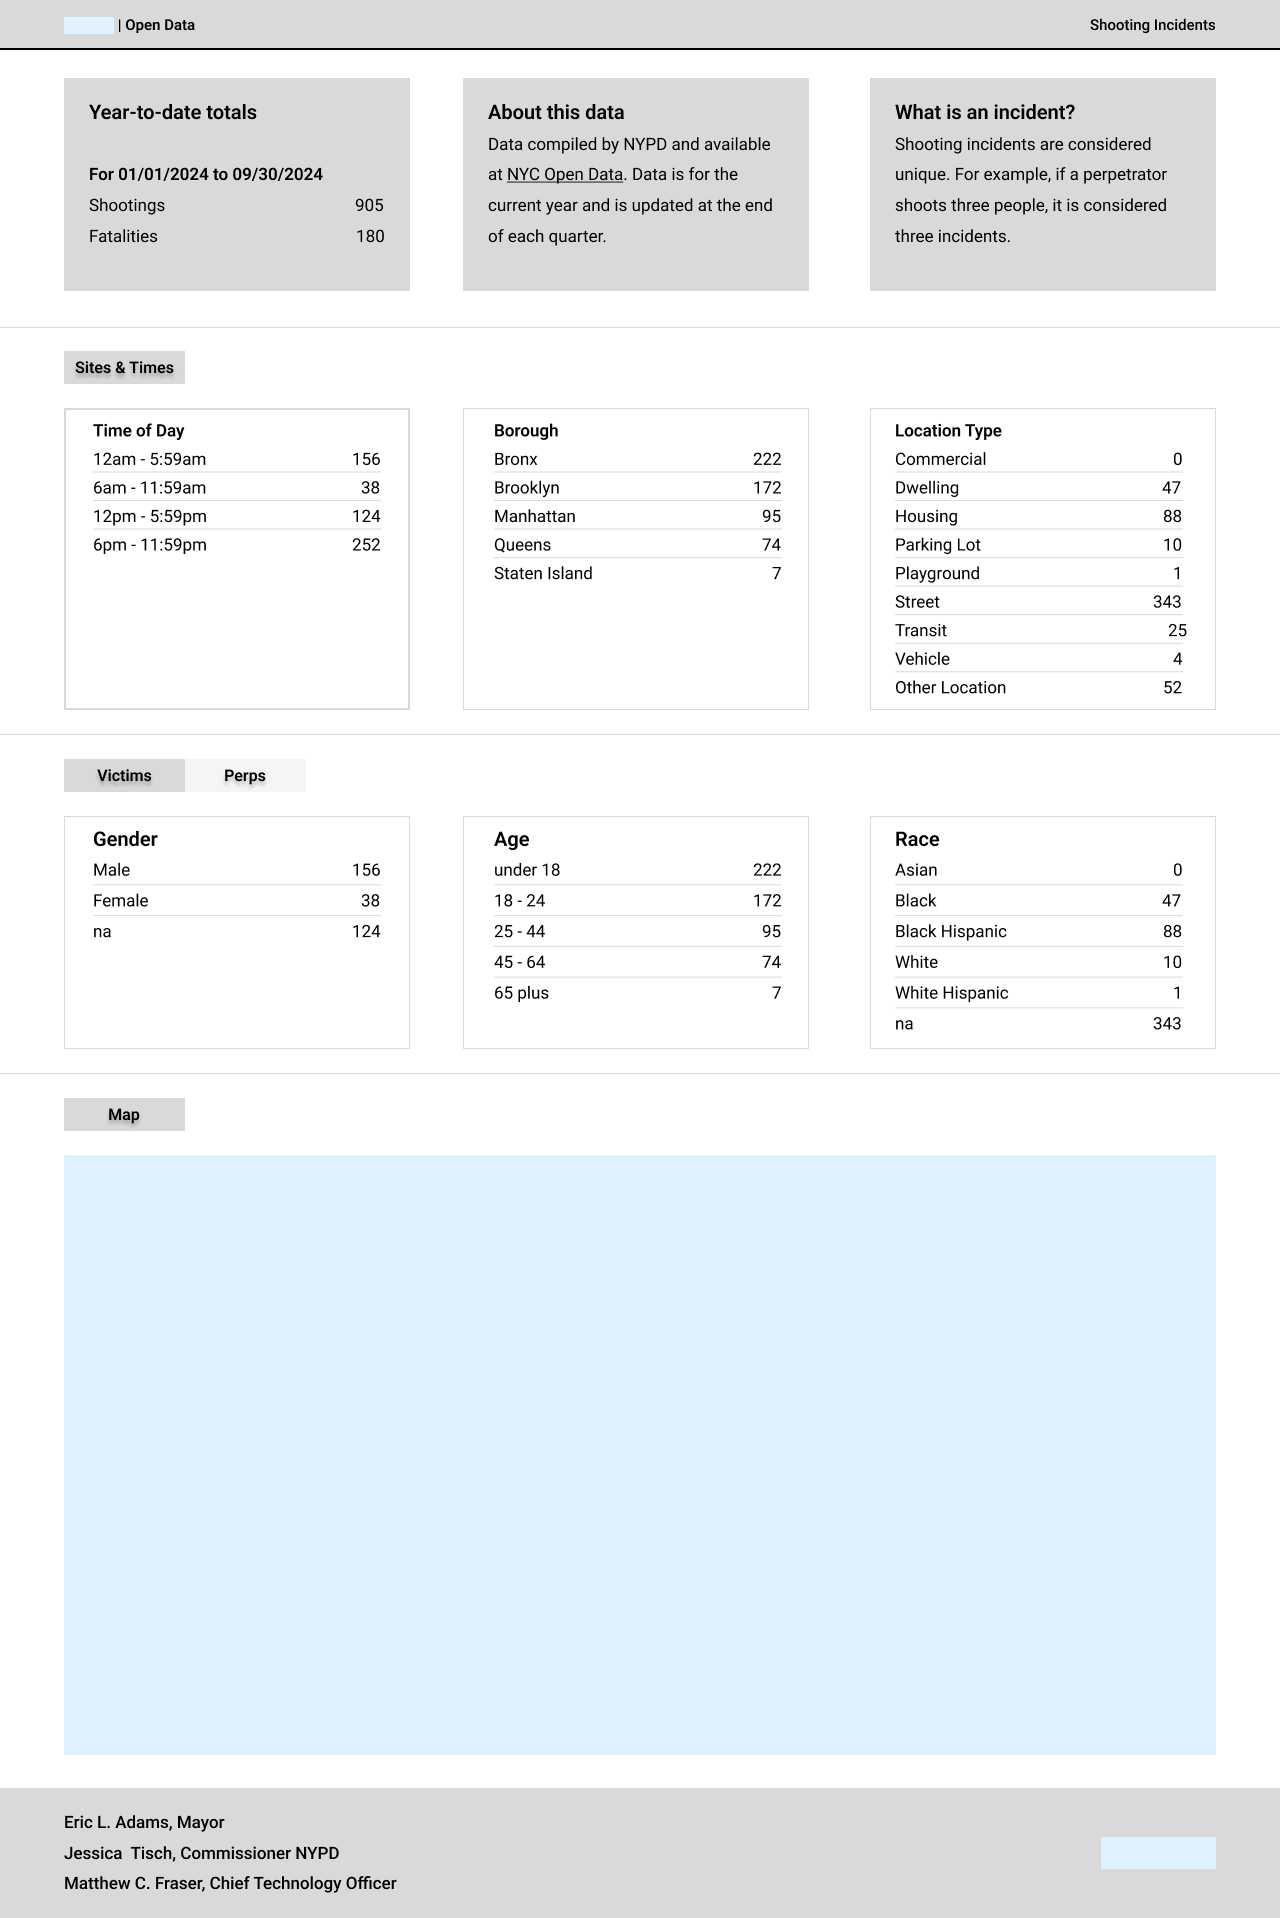 | Open Data
Shooting Incidents
Year-to-date totals
For 01/01/2024 to 09/30/2024
Shootings 905
Fatalities 180
About this data
Data compiled by NYPD and available
at NYC Open Data. Data is for the
current year and is updated at the end
of each quarter.
What is an incident?
Shooting incidents are considered
unique. For example, if a perpetrator
shoots three people, it is considered
three incidents.
Sites & Times
Time of Day
12am - 5:59am 156
6am - 11:59am 38
12pm - 5:59pm 124
6pm - 11:59pm 252
Borough
Bronx 222
Brooklyn 172
Manhattan 95
Queens 74
Staten Island 7
Location Type
Commercial 0
Dwelling 47
Housing 88
Parking Lot 10
Playground 1
Street 343
Transit 25
Vehicle 4
Other Location 52
Victims
Perps
Gender
Male 156
Female 38
na 124
Age
under 18 222
18 - 24 172
25 - 44 95
45 - 64 74
65 plus 7
Race
Asian 0
Black 47
Black Hispanic 88
White 10
White Hispanic 1
na 343
Map
Eric L. Adams, Mayor
Jessica  Tisch, Commissioner NYPD
Matthew C. Fraser, Chief Technology Officer